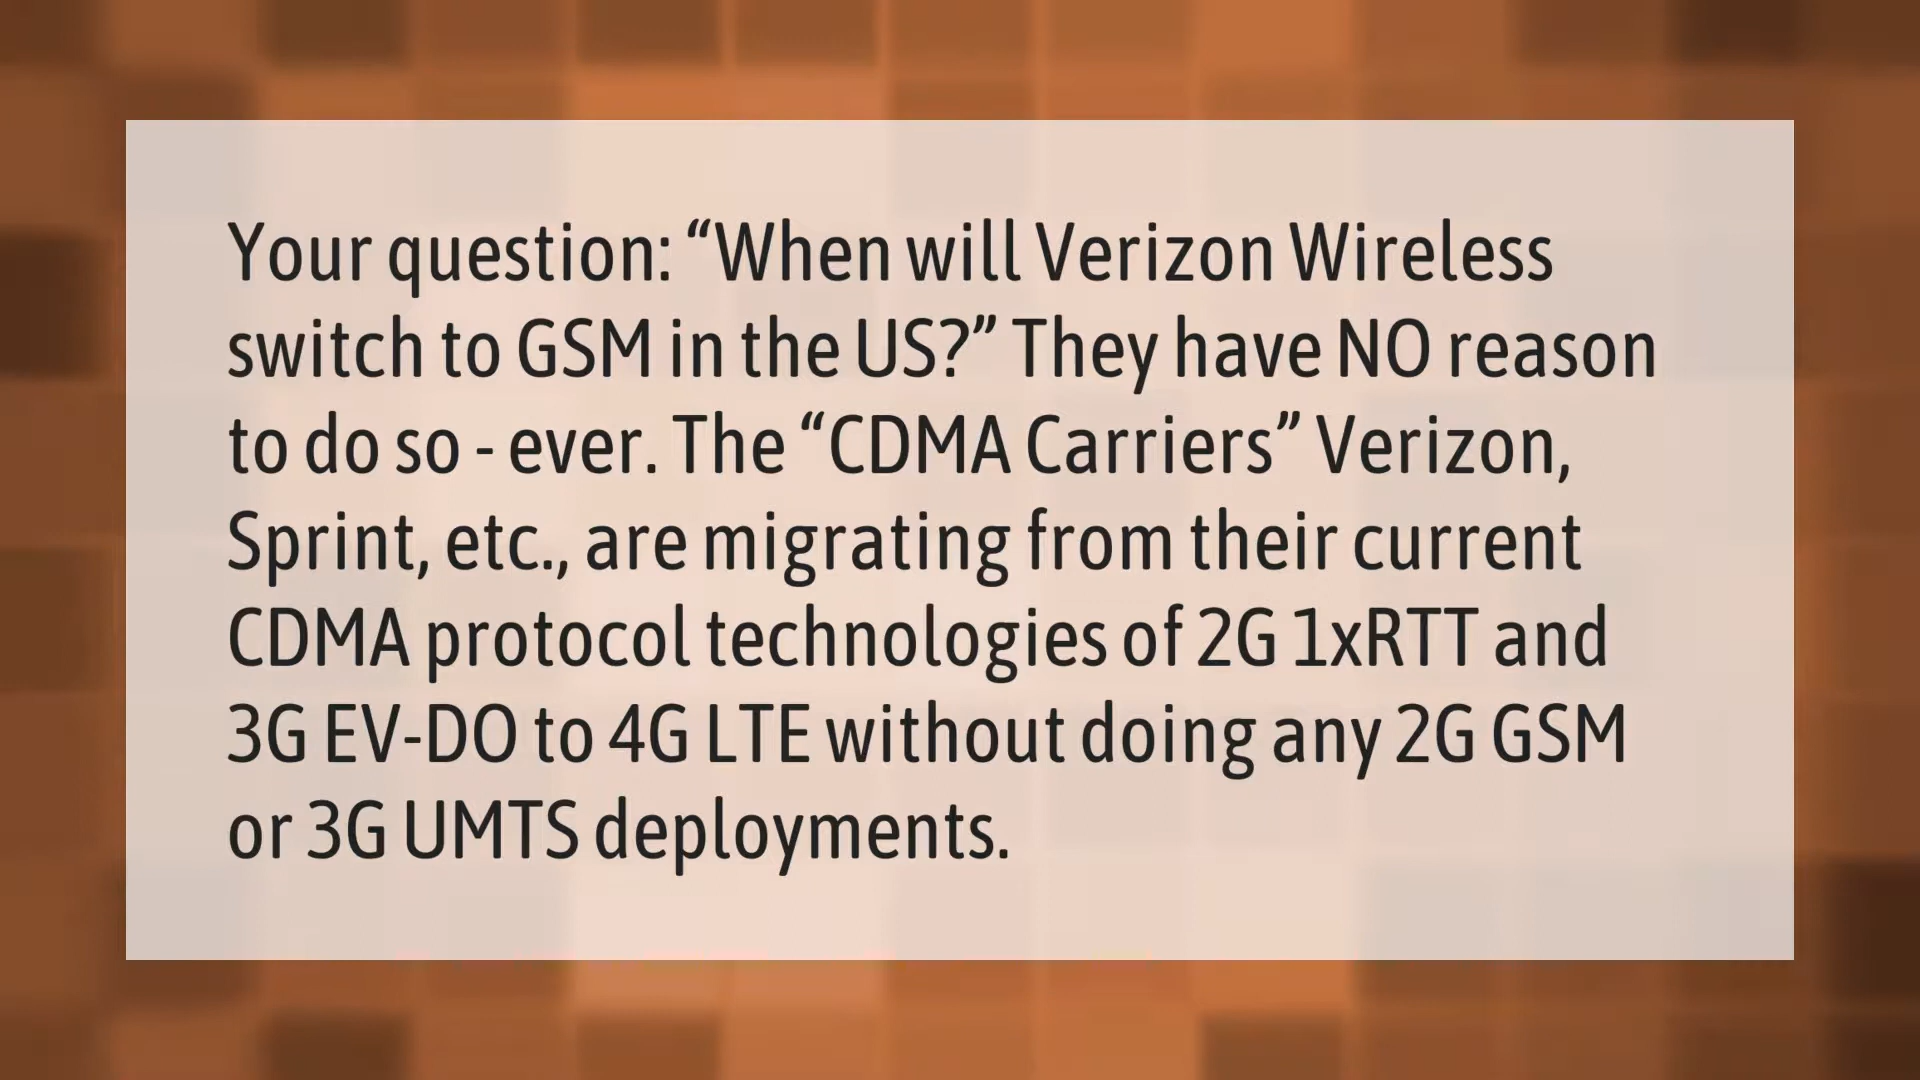 Your question: “When will Verizon Wireless
switch to GSM in the US?” They have NO reason
to do so - ever. The “CDMA Carriers” Verizon,
Sprint, etc., are migrating from their current
CDMA protocol technologies of 2G 1xRTT and
3G EV-DO to 4G LTE without doing any 2G GSM
or 3G UMTS deployments.